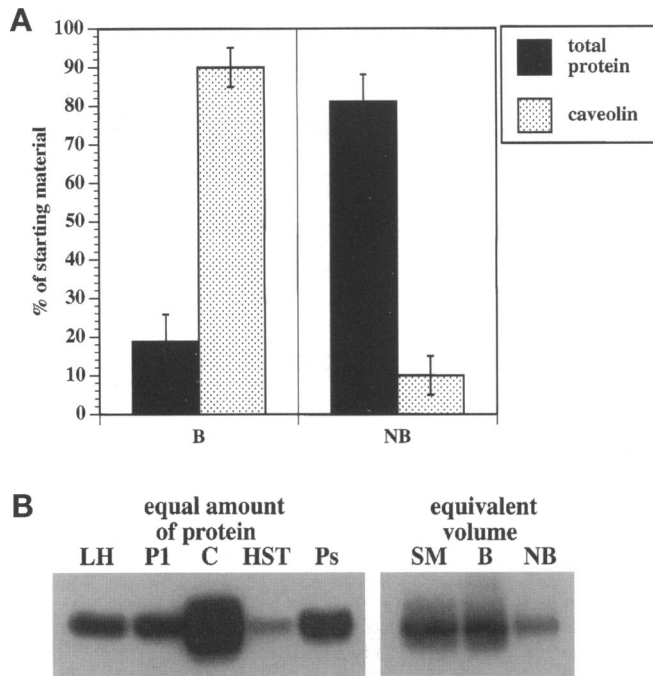 A
100
90
80
70
60
50
40
30
20
10
0
% of starting material
B NB
total
protein
caveolin
B
equal amount
of protein
LH P1 C HST Ps
equivalent
volume
SM B NB